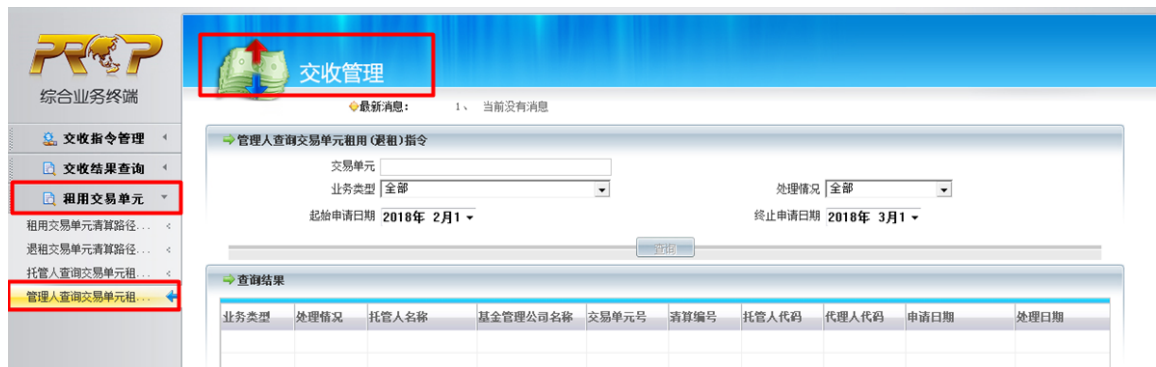 PROP
综合业务终端
交收管理
最新消息： 1、 当前没有消息
交收指令管理
交收结果查询
租用交易单元
租用交易单元清算路径...
退租交易单元清算路径...
托管人查询交易单元租...
管理人查询交易单元租...
管理人查询交易单元租用(退租)指令
交易单元
业务类型 全部 处理情况 全部
起始申请日期 2018年 2月1 终止申请日期 2018年 3月1
查询
查询结果
业务类型 处理情况 托管人名称 基金管理公司名称 交易单元号 清算编号 托管人代码 代理人代码 申请日期 处理日期